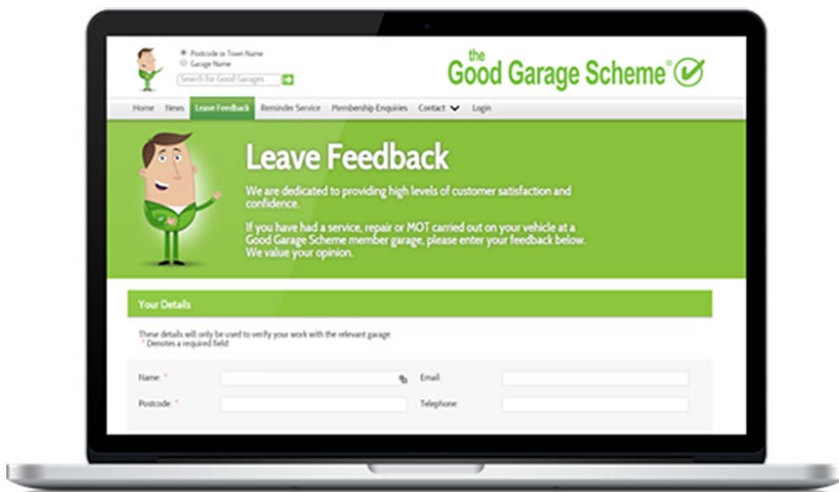 Postcode or Town Name
Garage Name
Search for Good Garages
the
Good Garage Scheme®
Home News Leave Feedback Reminder Service Membership Enquiries Contact Login
Leave Feedback
We are dedicated to providing high levels of customer satisfaction and
confidence.
If you have had a service, repair or MOT carried out on your vehicle at a
Good Garage Scheme member garage, please enter your feedback below.
We value your opinion.
Your Details
These details will only be used to verify your work with the relevant garage
* Denotes a required field
Name: * Email:
Postcode: * Telephone: